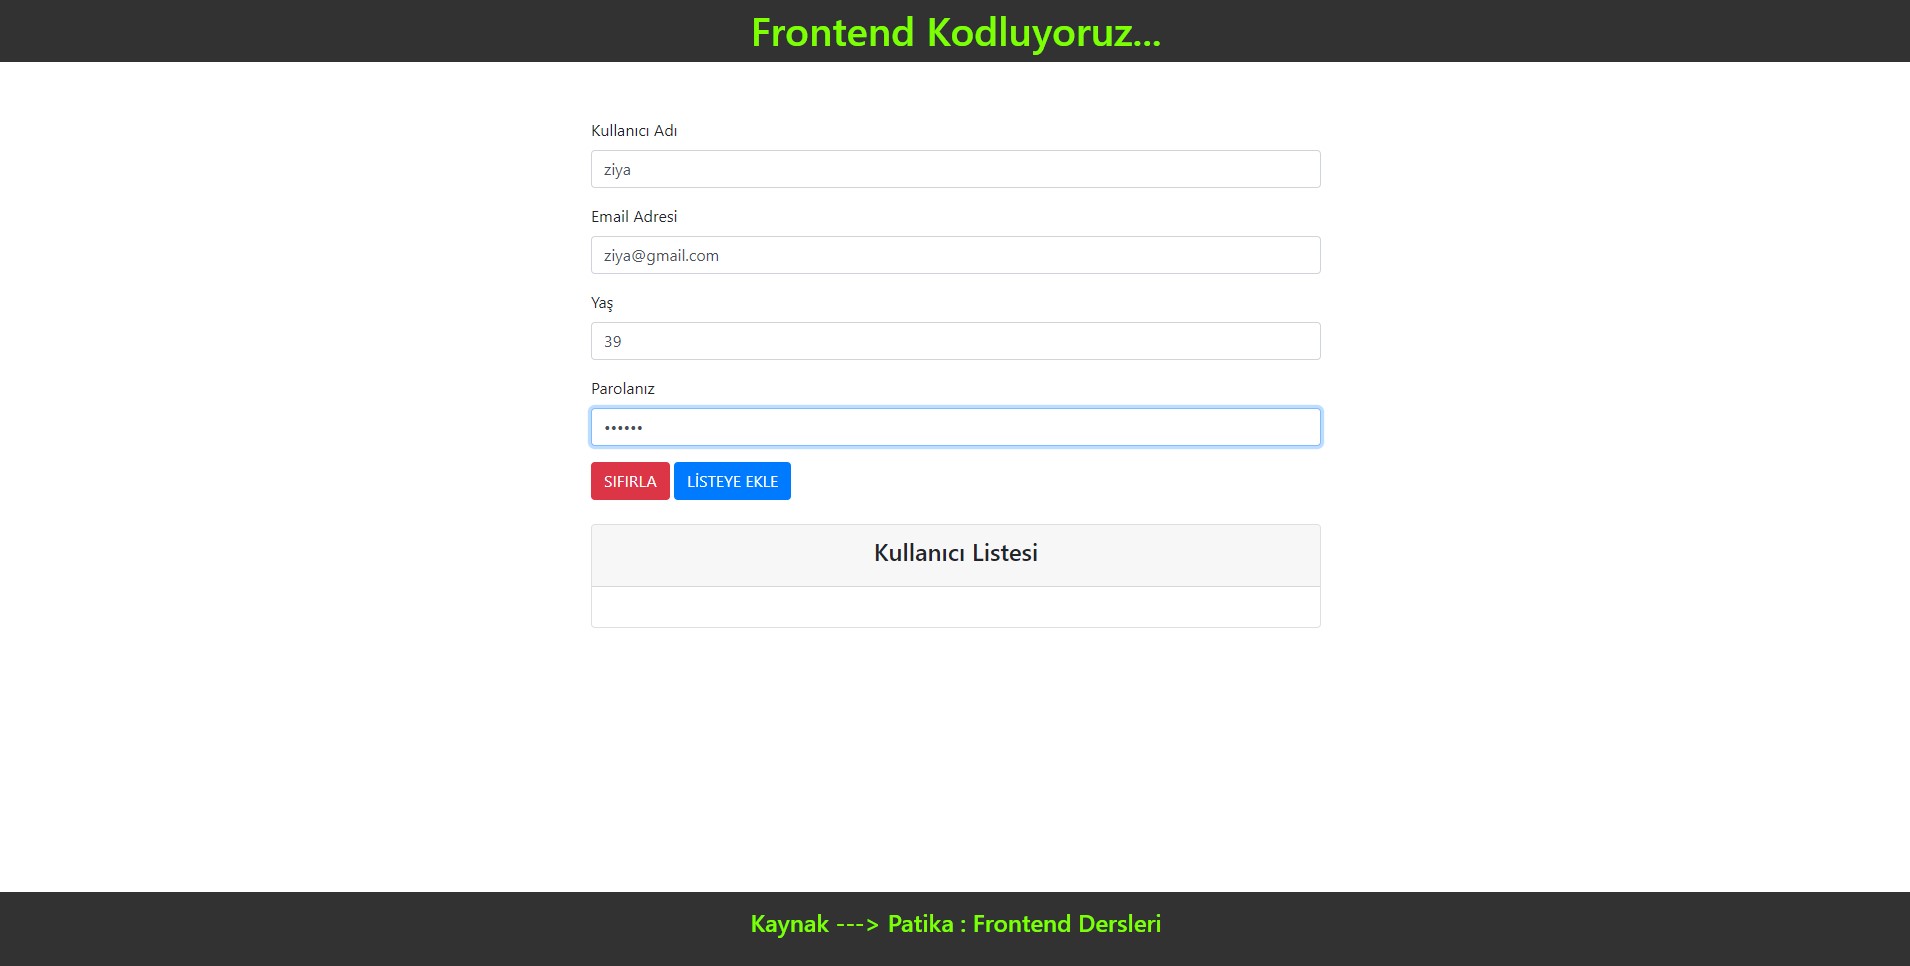 Frontend Kodluyoruz...
Kullanıcı Adı
ziya
Email Adresi
ziya@gmail.com
Yaş
39
Parolanız
••••••
SIFIRLA LİSTEYE EKLE
Kullanıcı Listesi
Kaynak ---> Patika : Frontend Dersleri